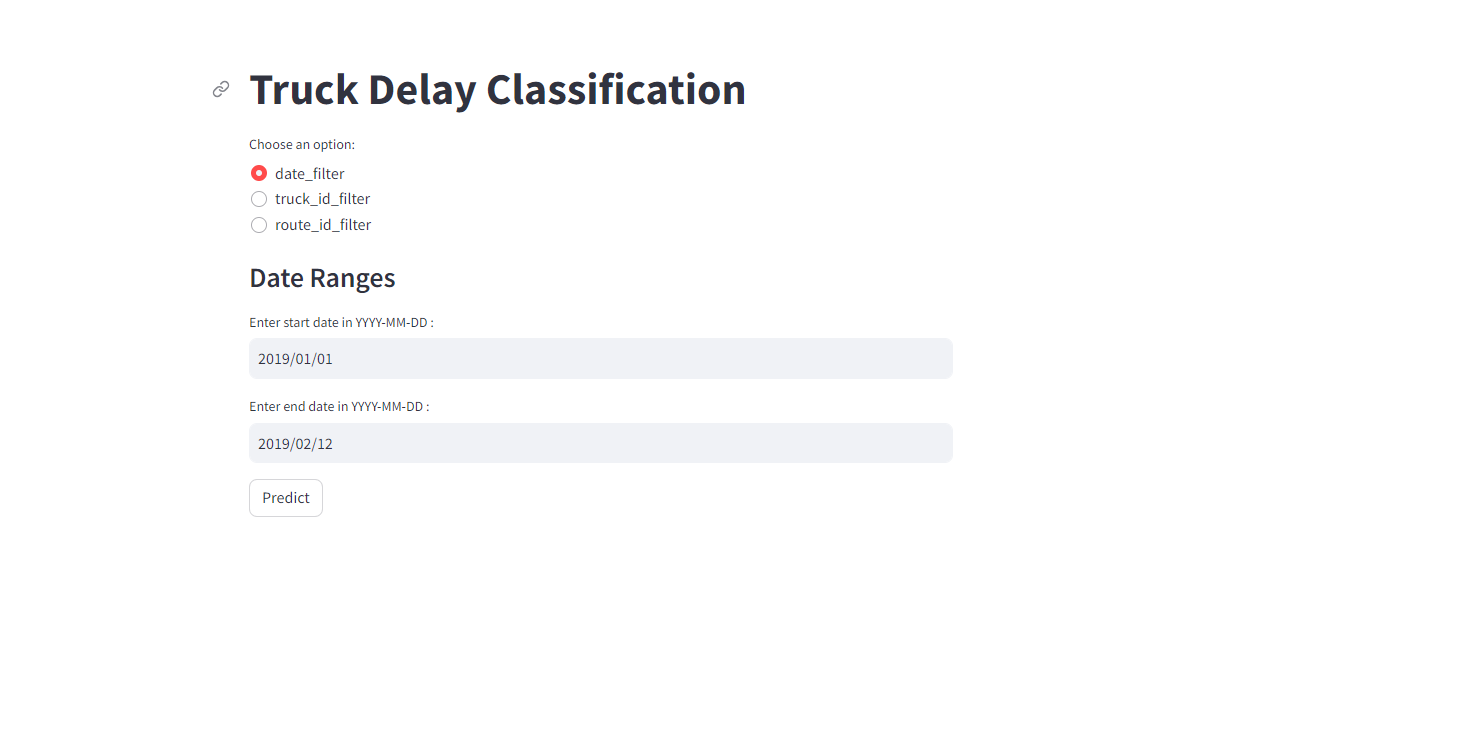 Truck Delay Classification
Choose an option:
date_filter
truck_id_filter
route_id_filter
Date Ranges
Enter start date in YYYY-MM-DD :
2019/01/01
Enter end date in YYYY-MM-DD :
2019/02/12
Predict